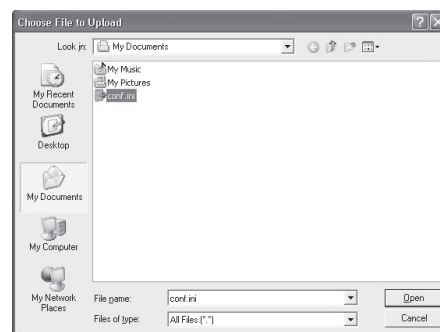 Choose File to Upload
Look in:
My Documents
My Recent
Documents
Desktop
My Documents
My Computer
My Network
Places
My Music
My Pictures
conf.ini
File name:
conf.ini
Open
Files of type:
All Files (*.*)
Cancel